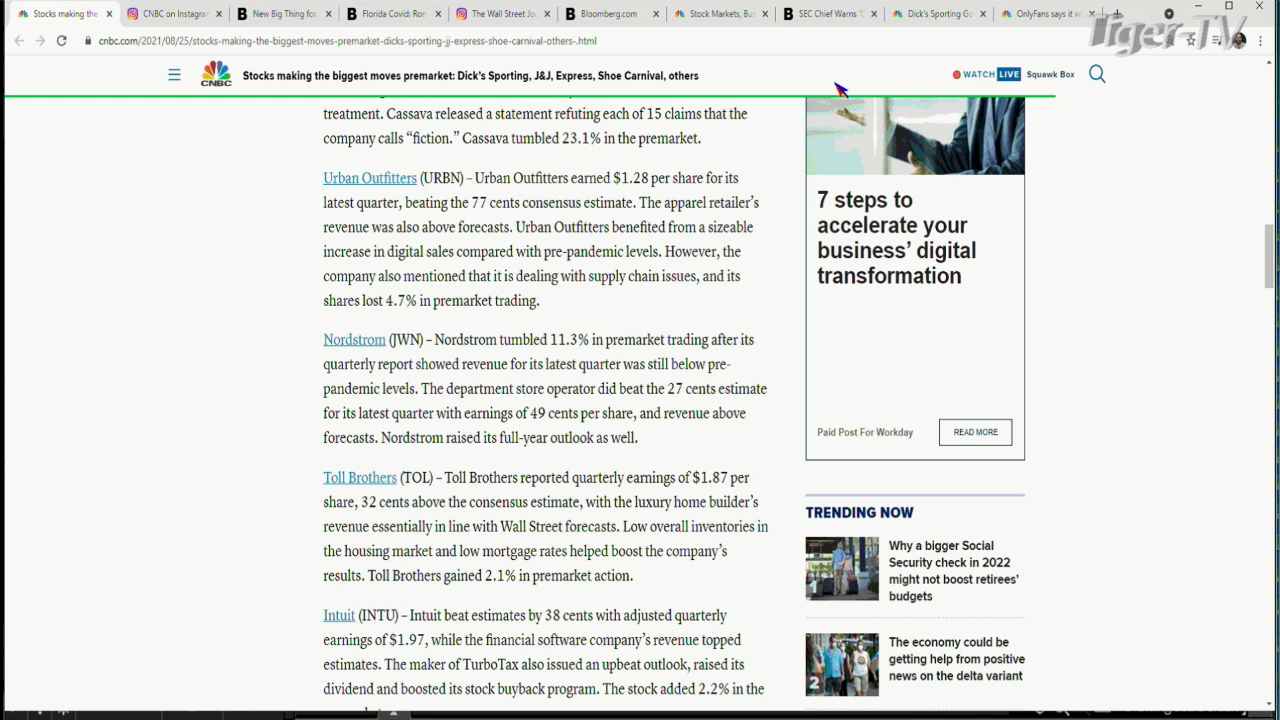 Stocks making the
CNBC on Instagra
New Big Thing for
Florida Covid: Ron
The Wall Street Jou
Bloomberg.com
Stock Markets, Bus
SEC Chief Warns 'C
Dick's Sporting Go
OnlyFans says it w
Tiger-TV
cnbc.com/2021/08/25/stocks-making-the-biggest-moves-premarket-dicks-sporting-jj-express-shoe-carnival-others-.html
CNBC
Stocks making the biggest moves premarket: Dick's Sporting, J&J, Express, Shoe Carnival, others
WATCH LIVE Squawk Box
treatment. Cassava released a statement refuting each of 15 claims that the
company calls “fiction.” Cassava tumbled 23.1% in the premarket.
Urban Outfitters (URBN) – Urban Outfitters earned $1.28 per share for its
latest quarter, beating the 77 cents consensus estimate. The apparel retailer’s
revenue was also above forecasts. Urban Outfitters benefited from a sizeable
increase in digital sales compared with pre-pandemic levels. However, the
company also mentioned that it is dealing with supply chain issues, and its
shares lost 4.7% in premarket trading.
Nordstrom (JWN) – Nordstrom tumbled 11.3% in premarket trading after its
quarterly report showed revenue for its latest quarter was still below pre-
pandemic levels. The department store operator did beat the 27 cents estimate
for its latest quarter with earnings of 49 cents per share, and revenue above
forecasts. Nordstrom raised its full-year outlook as well.
Toll Brothers (TOL) – Toll Brothers reported quarterly earnings of $1.87 per
share, 32 cents above the consensus estimate, with the luxury home builder’s
revenue essentially in line with Wall Street forecasts. Low overall inventories in
the housing market and low mortgage rates helped boost the company’s
results. Toll Brothers gained 2.1% in premarket action.
Intuit (INTU) – Intuit beat estimates by 38 cents with adjusted quarterly
earnings of $1.97, while the financial software company’s revenue topped
estimates. The maker of TurboTax also issued an upbeat outlook, raised its
dividend and boosted its stock buyback program. The stock added 2.2% in the
7 steps to
accelerate your
business’ digital
transformation
Paid Post For Workday
READ MORE
TRENDING NOW
1
Why a bigger Social
Security check in 2022
might not boost retirees’
budgets
2
The economy could be
getting help from positive
news on the delta variant